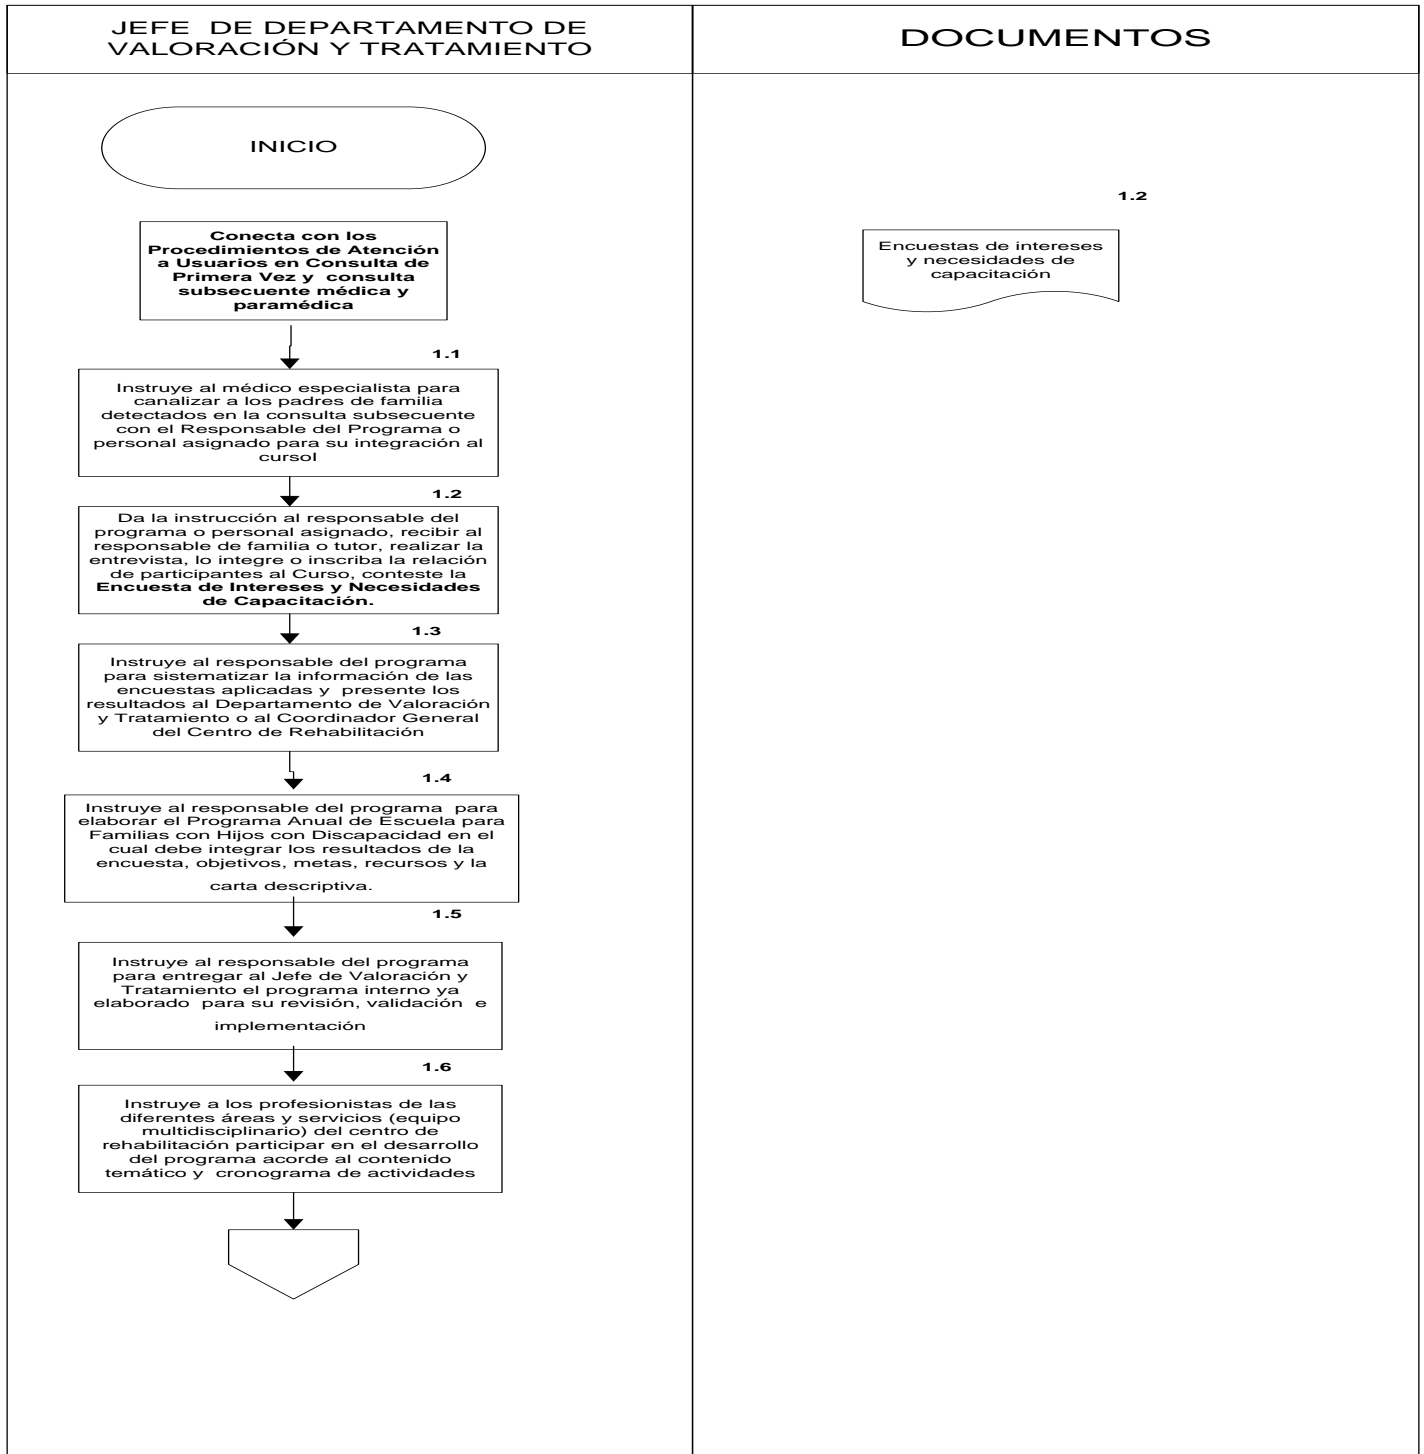 JEFE DE DEPARTAMENTO DE
VALORACIÓN Y TRATAMIENTO
DOCUMENTOS
INICIO
1.2
Conecta con los
Procedimientos de Atención
a Usuarios en Consulta de
Primera Vez y consulta
subsecuente médica y
paramédica
Encuestas de intereses
y necesidades de
capacitación
1.1
Instruye al médico especialista para
canalizar a los padres de familia
detectados en la consulta subsecuente
con el Responsable del Programa o
personal asignado para su integración al
cursol
1.2
Da la instrucción al responsable del
programa o personal asignado, recibir al
responsable de familia o tutor, realizar la
entrevista, lo integre o inscriba la relación
de participantes al Curso, conteste la
Encuesta de Intereses y Necesidades
de Capacitación.
1.3
Instruye al responsable del programa
para sistematizar la información de las
encuestas aplicadas y presente los
resultados al Departamento de Valoración
y Tratamiento o al Coordinador General
del Centro de Rehabilitación
1.4
Instruye al responsable del programa para
elaborar el Programa Anual de Escuela para
Familias con Hijos con Discapacidad en el
cual debe integrar los resultados de la
encuesta, objetivos, metas, recursos y la
carta descriptiva.
1.5
Instruye al responsable del programa
para entregar al Jefe de Valoración y
Tratamiento el programa interno ya
elaborado para su revisión, validación e
implementación
1.6
Instruye a los profesionistas de las
diferentes áreas y servicios (equipo
multidisciplinario) del centro de
rehabilitación participar en el desarrollo
del programa acorde al contenido
temático y cronograma de actividades